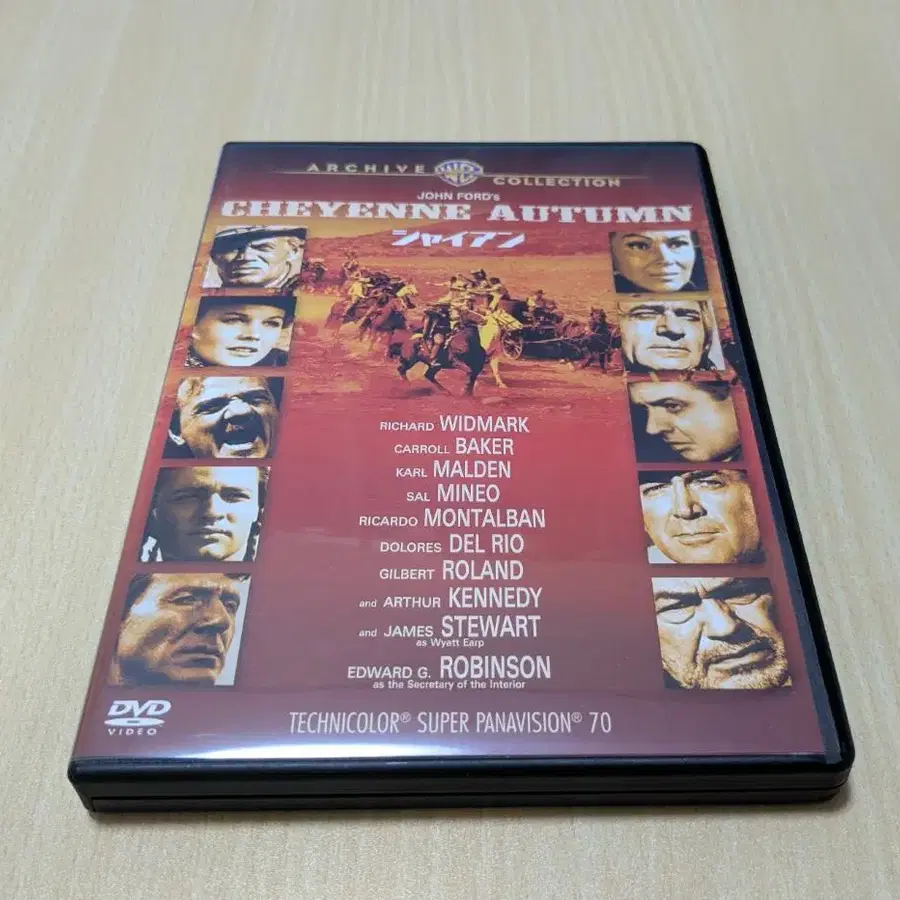 ARCHIVE WB COLLECTION
JOHN FORD's
CHEYENNE AUTUMN
シャイアン
RICHARD WIDMARK
CARROLL BAKER
KARL MALDEN
SAL MINEO
RICARDO MONTALBAN
DOLORES DEL RIO
GILBERT ROLAND
and ARTHUR KENNEDY
and JAMES STEWART
as Wyatt Earp
EDWARD G. ROBINSON
as the Secretary of the Interior
DVD
VIDEO
TECHNICOLOR® SUPER PANAVISION® 70